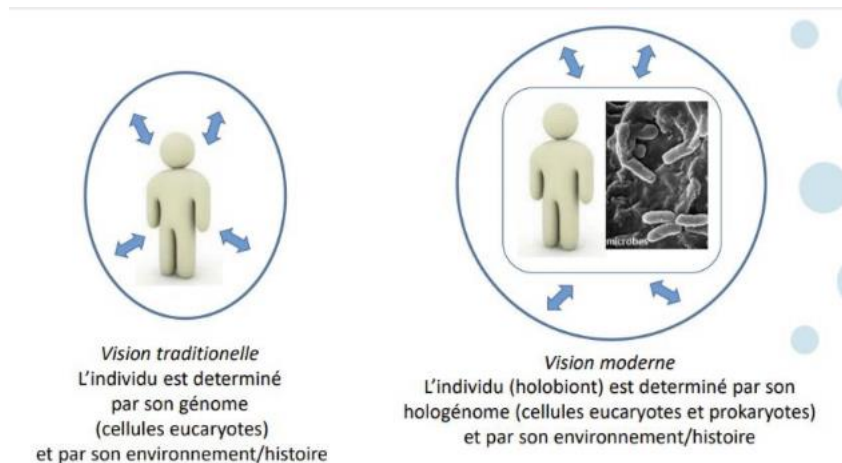 microbes
Vision traditionelle
L'individu est determiné
par son génome
(cellules eucaryotes)
et par son environnement/histoire
Vision moderne
L'individu (holobiont) est determiné par son
hologénome (cellules eucaryotes et prokaryotes)
et par son environnement/histoire